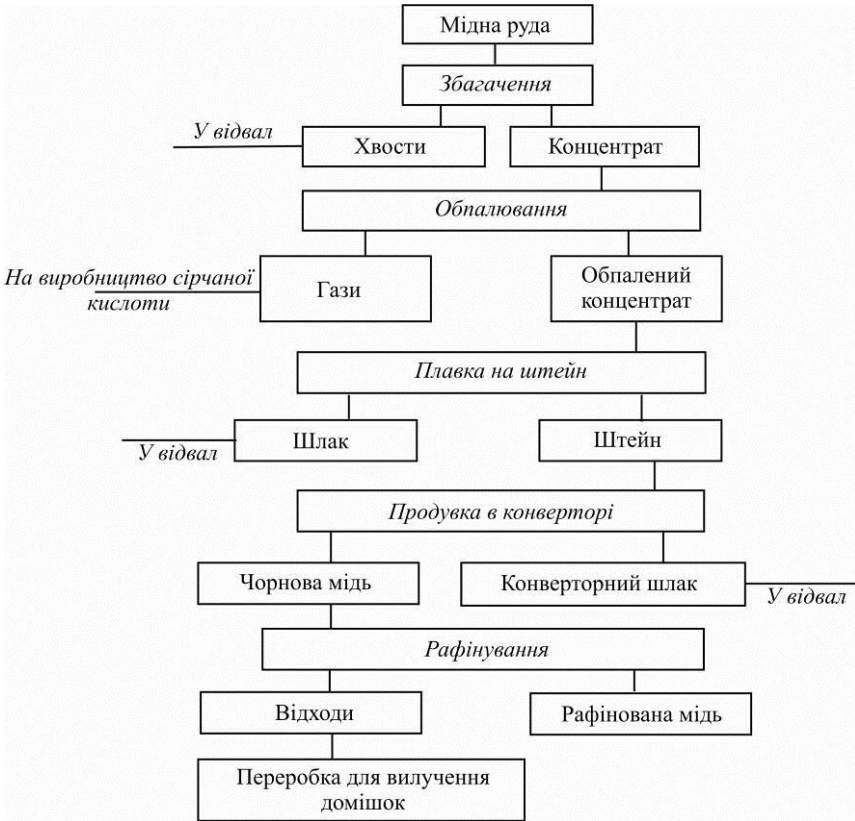 Мідна руда
Збагачення
У відвал
Хвости
Концентрат
Обпалювання
На виробництво сірчаної
кислоти
Гази
Обпалений
концентрат
Плавка на штейн
У відвал
Шлак
Штейн
Продувка в конверторі
Чорнова мідь
Конверторний шлак
У відвал
Рафінування
Відходи
Рафінована мідь
Переробка для вилучення
домішок